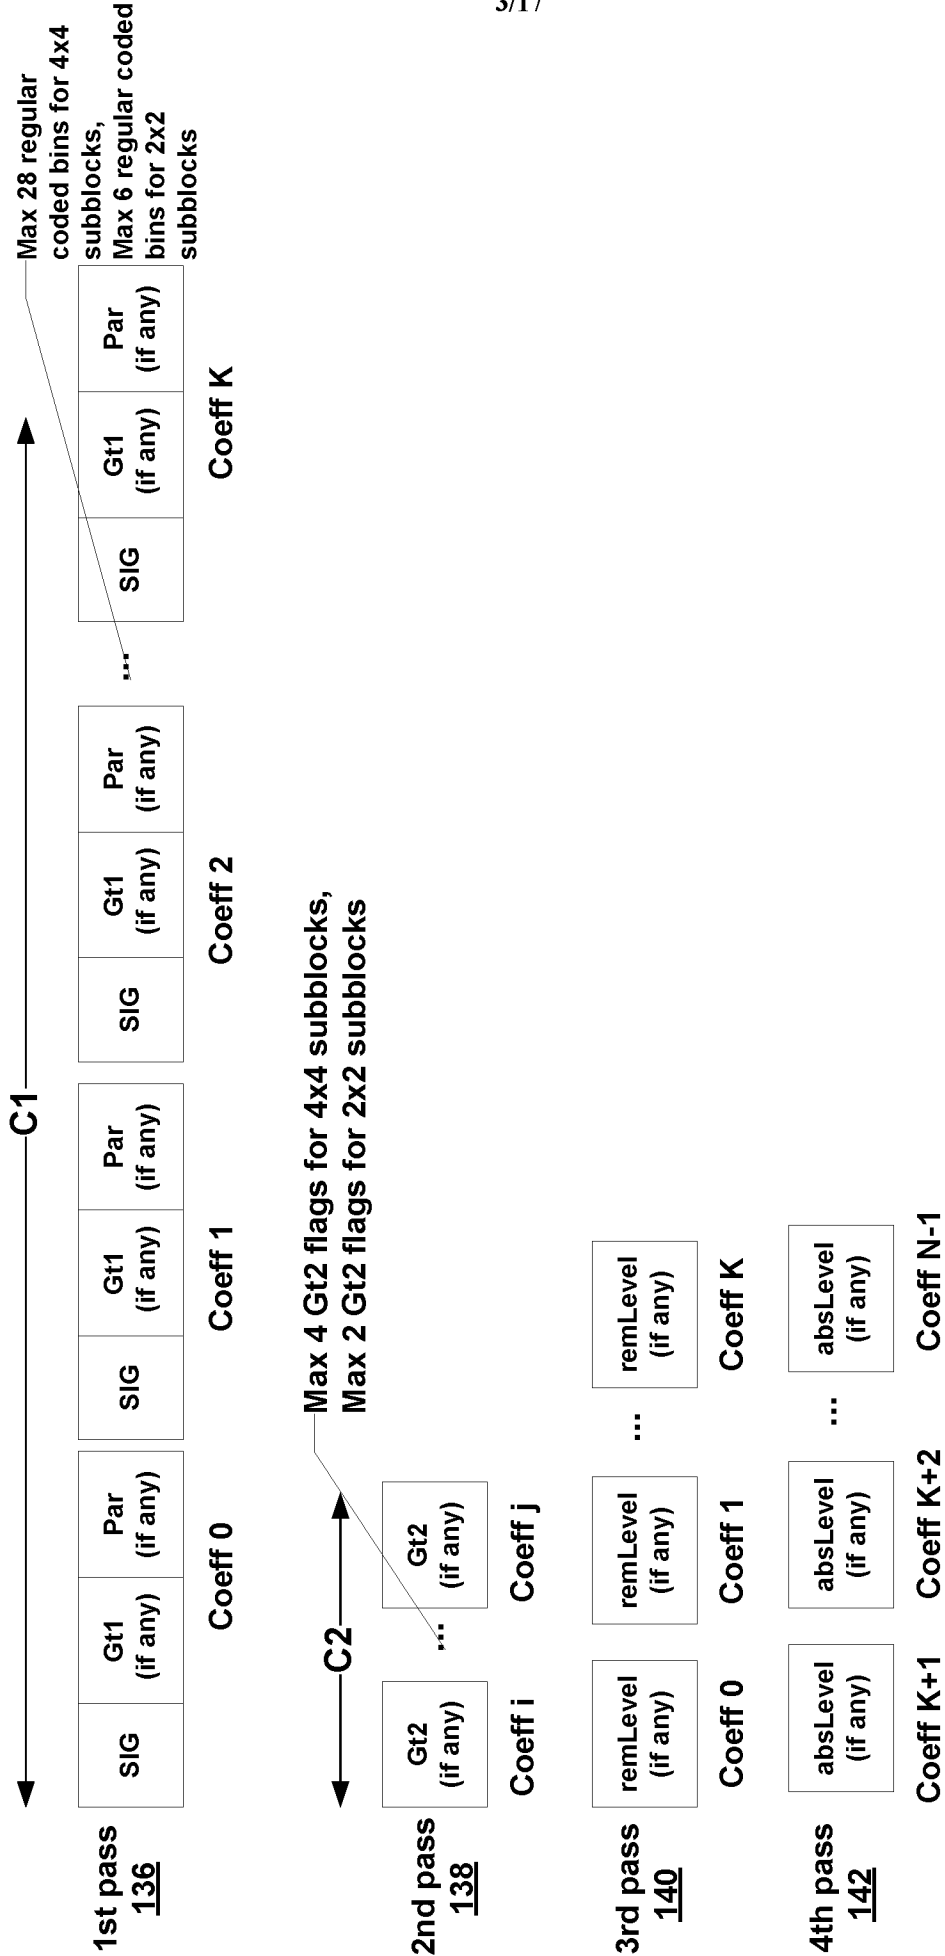 3/17
C1
Max 28 regular
coded bins for 4x4
subblocks,
Max 6 regular coded
bins for 2x2
subblocks
1st pass
136
SIG
Gt1
(if any)
Par
(if any)
Coeff 0
SIG
Gt1
(if any)
Par
(if any)
Coeff 1
SIG
Gt1
(if any)
Par
(if any)
Coeff 2
...
SIG
Gt1
(if any)
Par
(if any)
Coeff K
C2
Max 4 Gt2 flags for 4x4 subblocks,
Max 2 Gt2 flags for 2x2 subblocks
2nd pass
138
Gt2
(if any)
Coeff i
...
Gt2
(if any)
Coeff j
3rd pass
140
remLevel
(if any)
Coeff 0
remLevel
(if any)
Coeff 1
...
remLevel
(if any)
Coeff K
4th pass
142
absLevel
(if any)
Coeff K+1
absLevel
(if any)
Coeff K+2
...
absLevel
(if any)
Coeff N-1